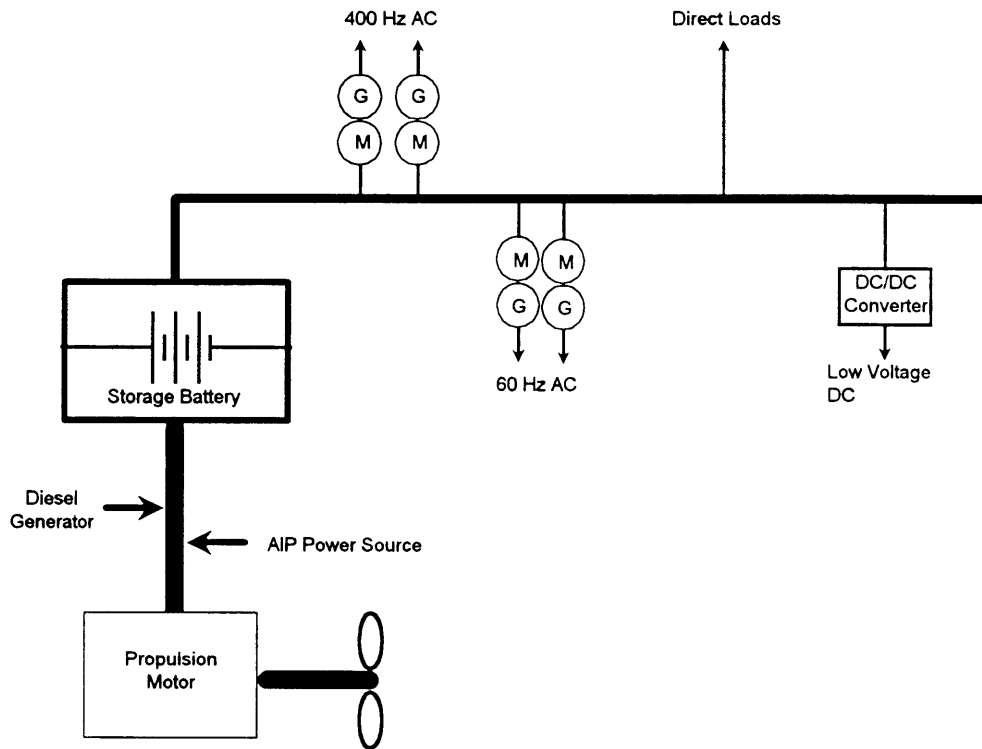 400 Hz AC
Direct Loads
G
G
M
M
M
M
G
G
DC/DC
Converter
60 Hz AC
Low Voltage
DC
Storage Battery
Diesel
Generator
AIP Power Source
Propulsion
Motor